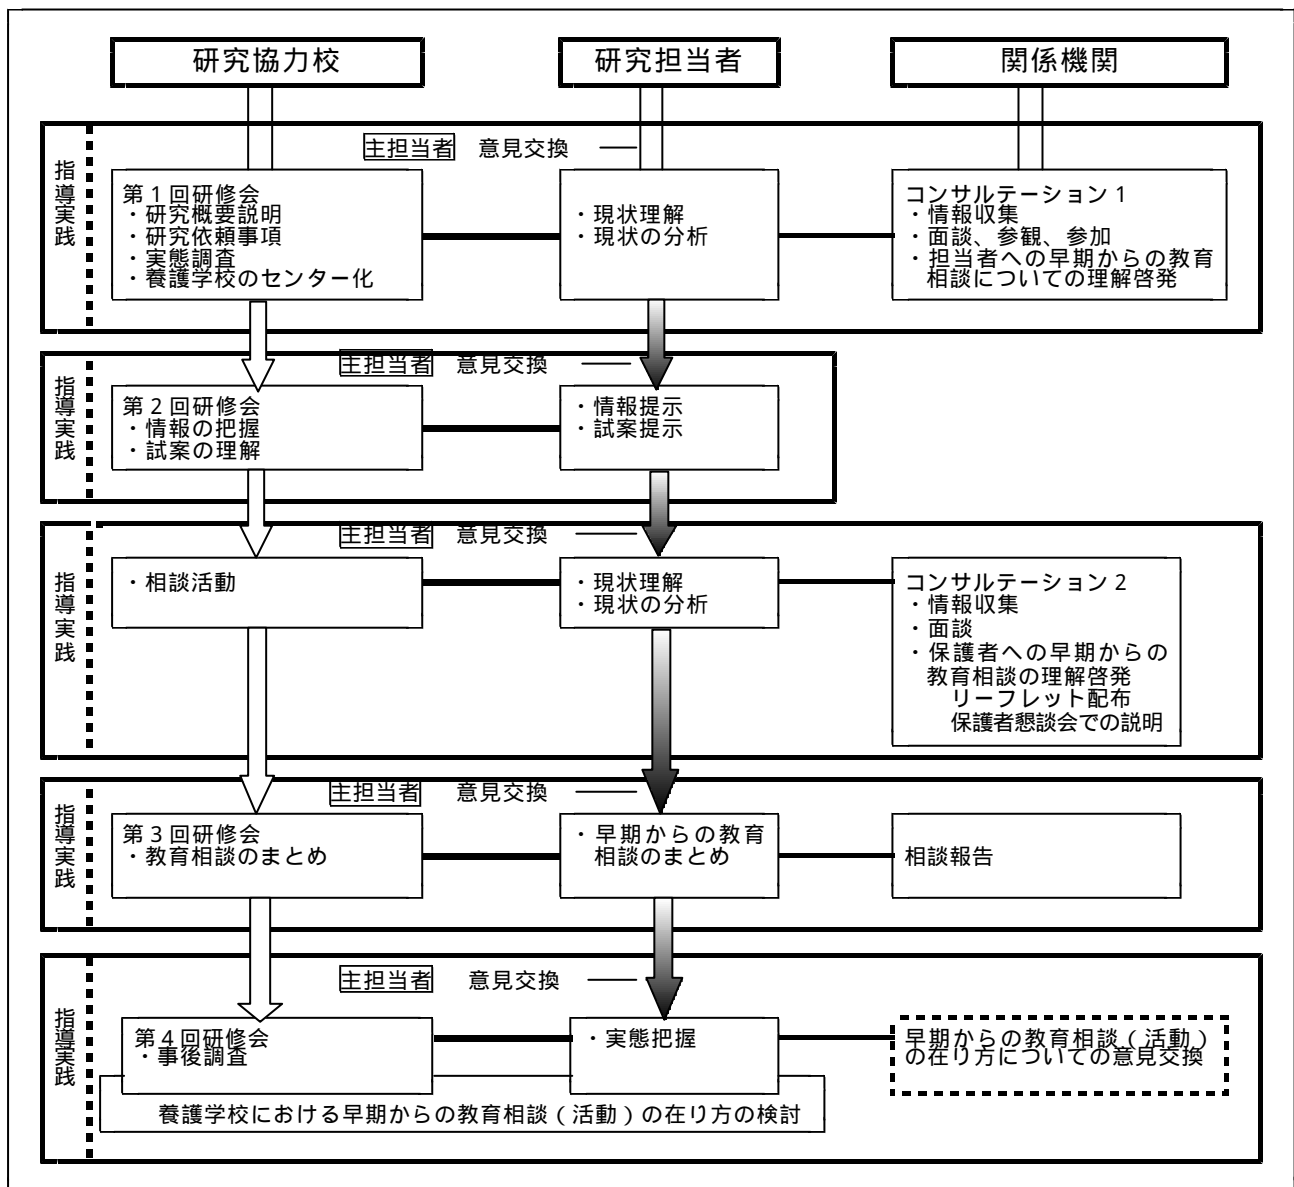 研究協力校
研究担当者
関係機関
指導実践
主担当者 意見交換
第1回研修会
・研究概要説明
・研究依頼事項
・実態調査
・養護学校のセンター化
・現状理解
・現状の分析
コンサルテーション1
・情報収集
・面談、参観、参加
・担当者への早期からの教育
相談についての理解啓発
指導実践
主担当者 意見交換
第2回研修会
・情報の把握
・試案の理解
・情報提示
・試案提示
指導実践
主担当者 意見交換
・相談活動
・現状理解
・現状の分析
コンサルテーション2
・情報収集
・面談
・保護者への早期からの
教育相談の理解啓発
リーフレット配布
保護者懇談会での説明
指導実践
主担当者 意見交換
第3回研修会
・教育相談のまとめ
・早期からの教育
相談のまとめ
相談報告
指導実践
主担当者 意見交換
第4回研修会
・事後調査
・実態把握
早期からの教育相談(活動)
の在り方についての意見交換
養護学校における早期からの教育相談(活動)の在り方の検討